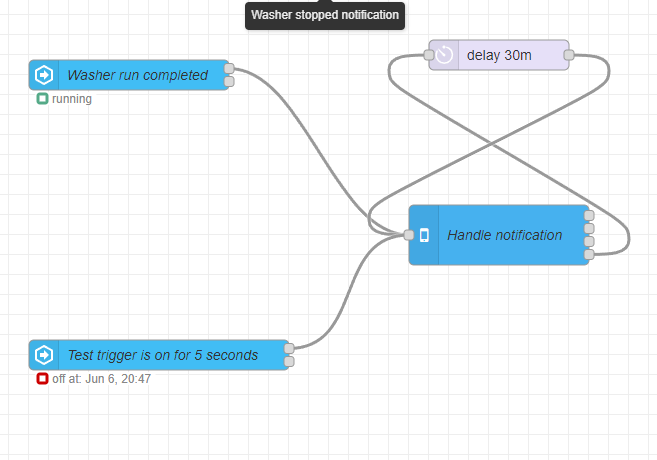 Washer stopped notification
delay 30m
Washer run completed
running
Handle notification
Test trigger is on for 5 seconds
off at: Jun 6, 20:47